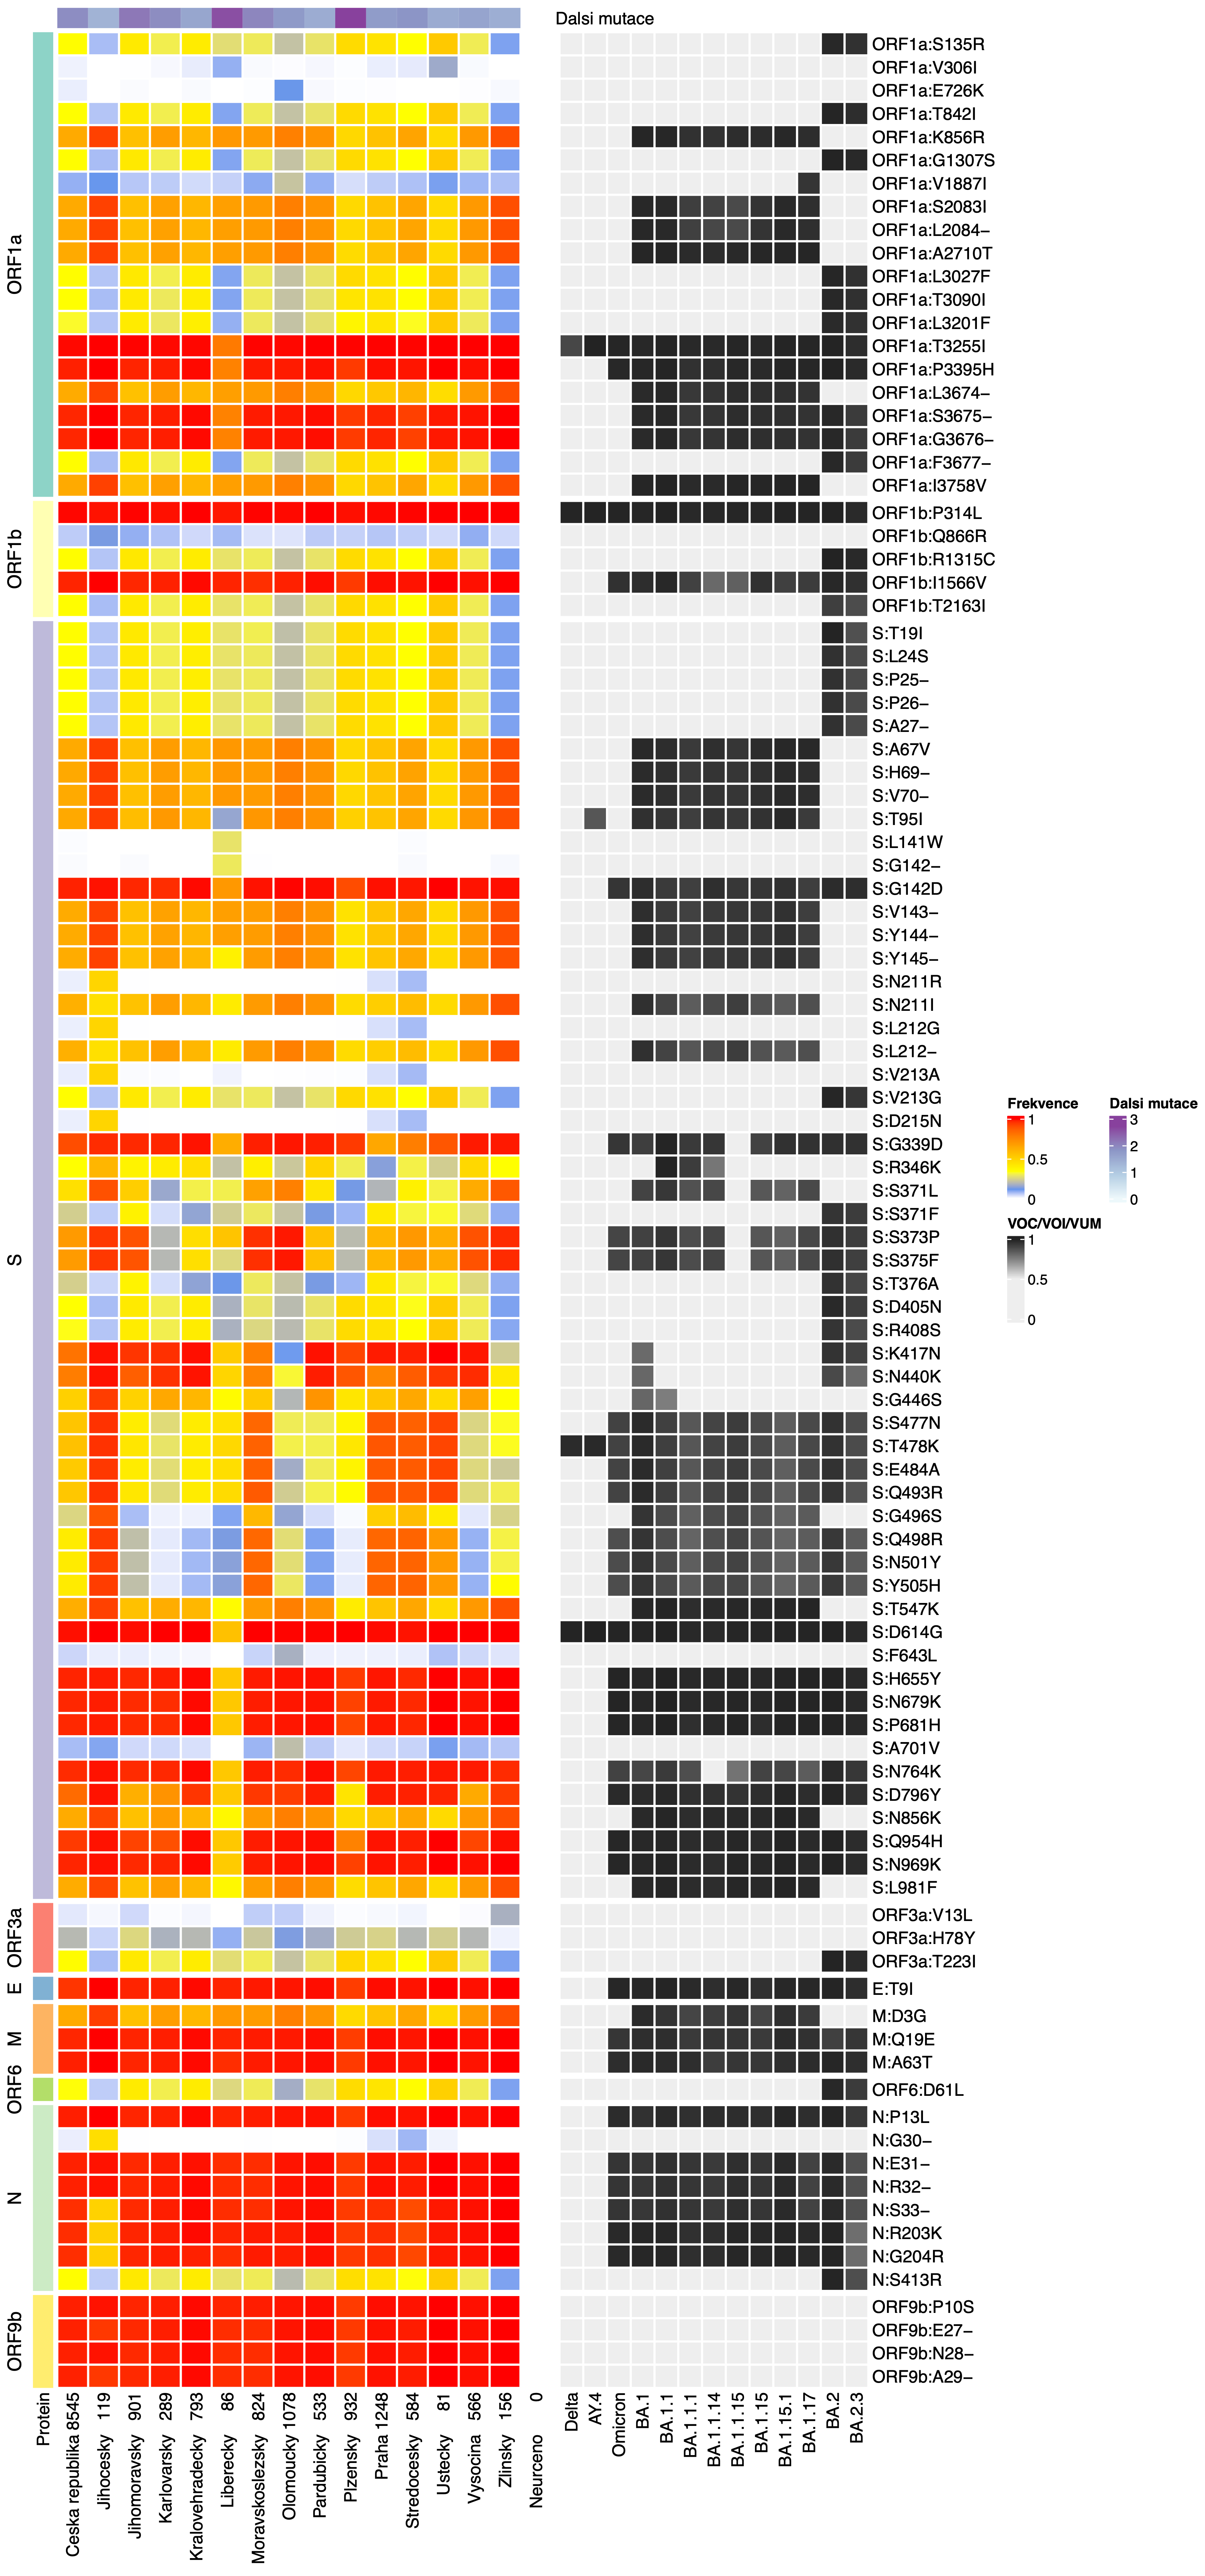 Dalsi mutace
ORF1a:S135R
ORF1a:V306I
ORF1a:E726K
ORF1a:T842I
ORF1a:K856R
ORF1a:G1307S
ORF1a:V1887I
ORF1a:S2083I
ORF1a:L2084−
ORF1a:A2710T
ORF1a:L3027F
ORF1a:T3090I
ORF1a:L3201F
ORF1a:T3255I
ORF1a:P3395H
ORF1a:L3674−
ORF1a:S3675−
ORF1a:G3676−
ORF1a:F3677−
ORF1a:I3758V
ORF1a
ORF1b:P314L
ORF1b:Q866R
ORF1b:R1315C
ORF1b:I1566V
ORF1b:T2163I
ORF1b
S:T19I
S:L24S
S:P25−
S:P26−
S:A27−
S:A67V
S:H69−
S:V70−
S:T95I
S:L141W
S:G142−
S:G142D
S:V143−
S:Y144−
S:Y145−
S:N211R
S:N211I
S:L212G
S:L212−
S:V213A
S:V213G
S:D215N
S:G339D
S:R346K
S:S371L
S:S371F
S:S373P
S:S375F
S:T376A
S:D405N
S:R408S
S:K417N
S:N440K
S:G446S
S:S477N
S:T478K
S:E484A
S:Q493R
S:G496S
S:Q498R
S:N501Y
S:Y505H
S:T547K
S:D614G
S:F643L
S:H655Y
S:N679K
S:P681H
S:A701V
S:N764K
S:D796Y
S:N856K
S:Q954H
S:N969K
S:L981F
S
ORF3a:V13L
ORF3a:H78Y
ORF3a:T223I
ORF3a
E:T9I
E
M:D3G
M:Q19E
M:A63T
M
ORF6:D61L
ORF6
N:P13L
N:G30−
N:E31−
N:R32−
N:S33−
N:R203K
N:G204R
N:S413R
N
ORF9b:P10S
ORF9b:E27−
ORF9b:N28−
ORF9b:A29−
ORF9b
Protein
Ceska republika 8545
Jihocesky 119
Jihomoravsky 901
Karlovarsky 289
Kralovehradecky 793
Liberecky 86
Moravskoslezsky 824
Olomoucky 1078
Pardubicky 533
Plzensky 932
Praha 1248
Stredocesky 584
Ustecky 81
Vysocina 566
Zlinsky 156
Neurceno 0
Delta
AY.4
Omicron
BA.1
BA.1.1
BA.1.1.1
BA.1.1.14
BA.1.1.15
BA.1.15
BA.1.15.1
BA.1.17
BA.2
BA.2.3
Frekvence
1
0.5
0
Dalsi mutace
3
2
1
0
VOC/VOI/VUM
1
0.5
0